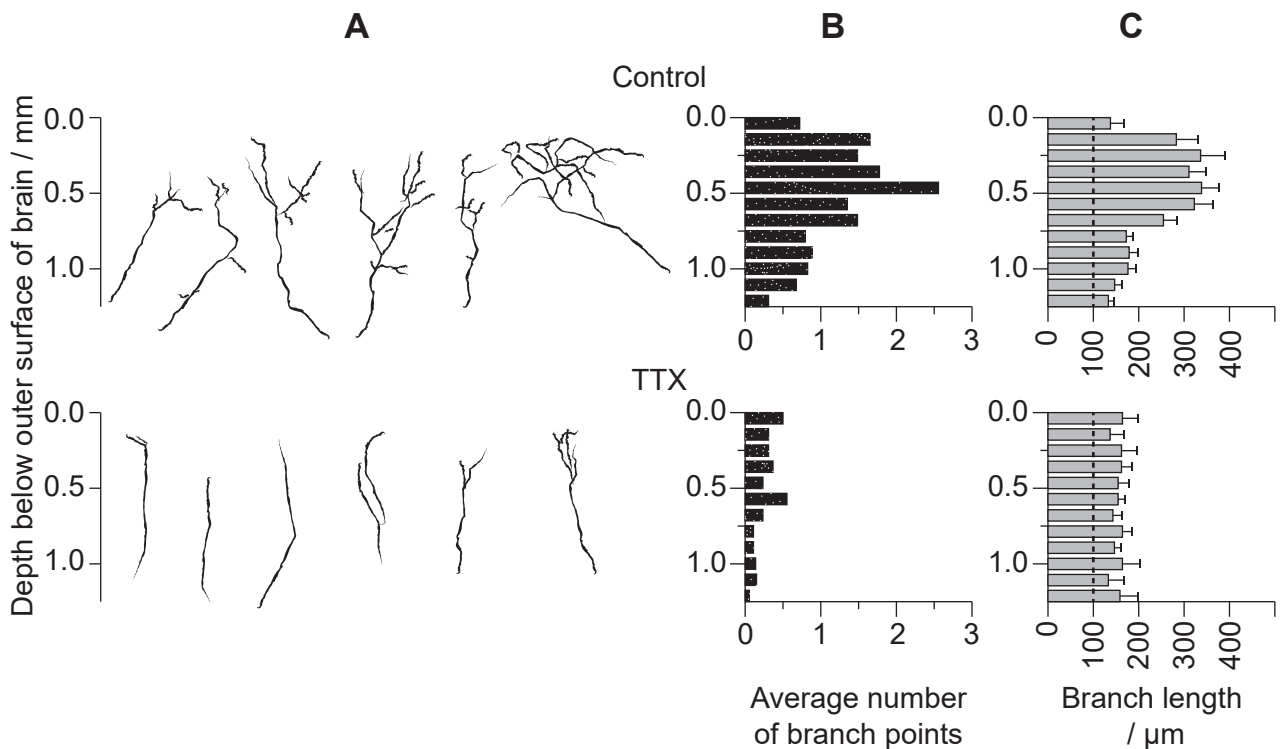 A
B
C
Control
Depth below outer surface of brain / mm
0.0
0.5
1.0
0.0
0.5
1.0
0 1 2 3
0.0
0.5
1.0
0 100 200 300 400
TTX
0.0
0.5
1.0
0.0
0.5
1.0
0 1 2 3
Average number
of branch points
0.0
0.5
1.0
0 100 200 300 400
Branch length
/ µm